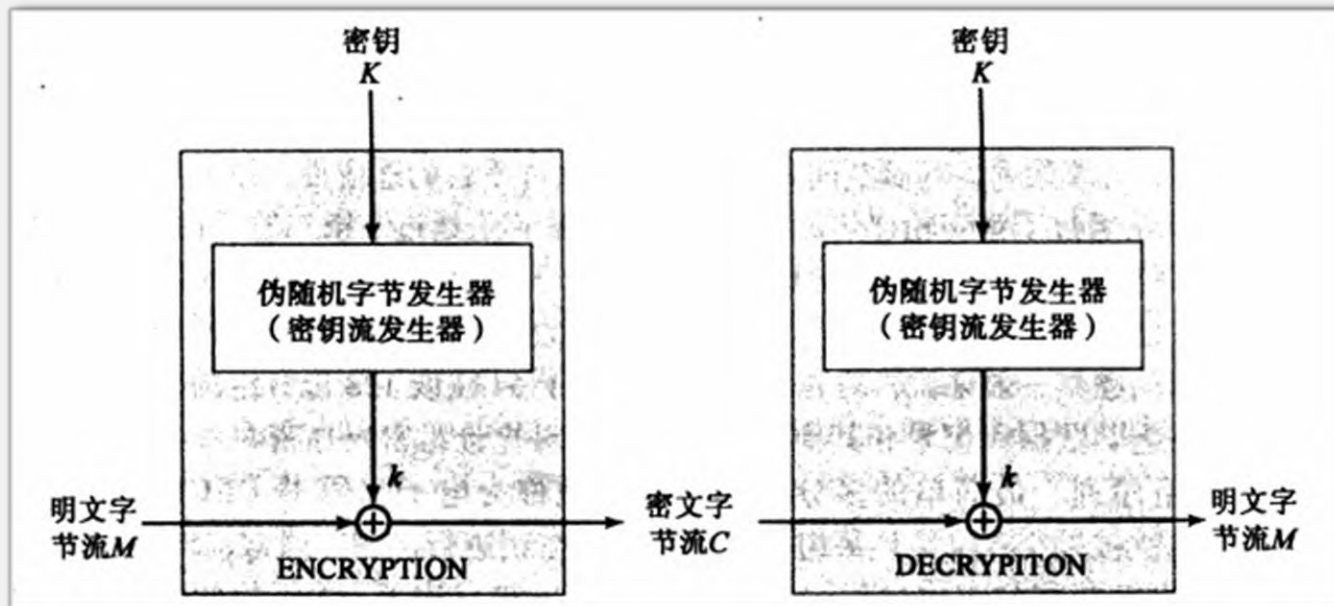 密钥
K
伪随机字节发生器
（密钥流发生器）
k
明文字
节流M
ENCRYPTION
密文字
节流C
密钥
K
伪随机字节发生器
（密钥流发生器）
k
DECRYPITON
明文字
节流M